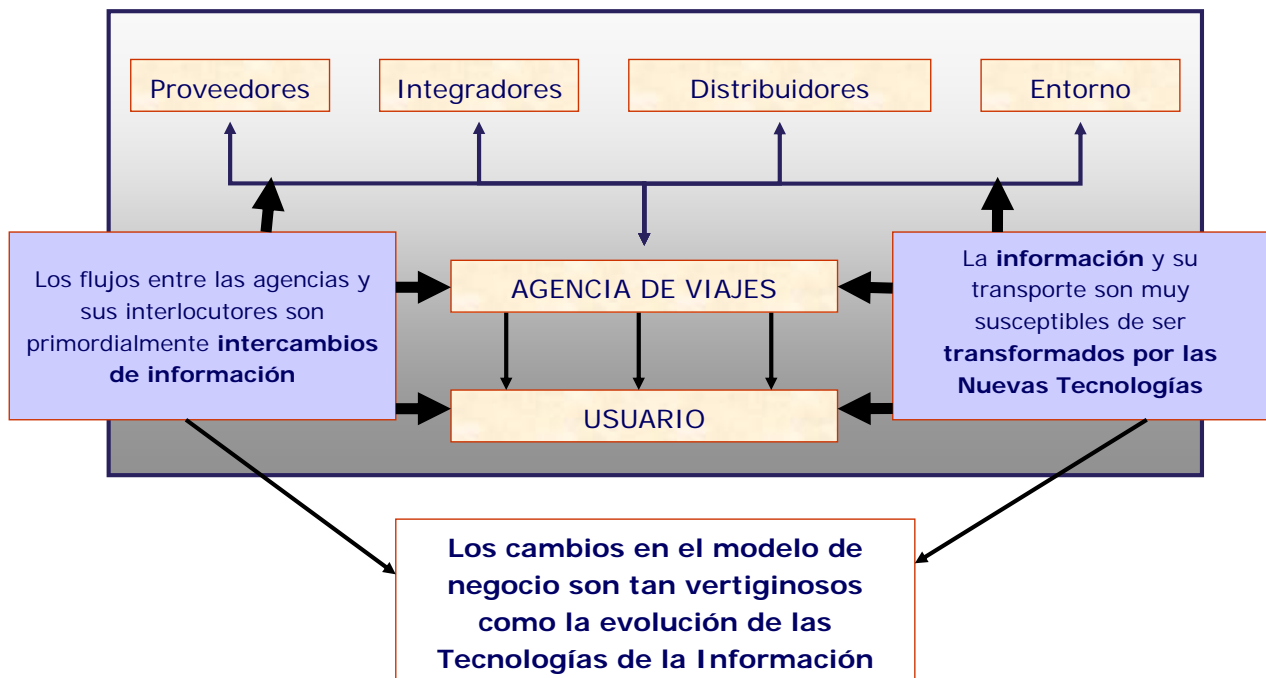 Proveedores
Integradores
Distribuidores
Entorno
Los flujos entre las agencias y
sus interlocutores son
primordialmente intercambios
de información
AGENCIA DE VIAJES
USUARIO
La información y su
transporte son muy
susceptibles de ser
transformados por las
Nuevas Tecnologías
Los cambios en el modelo de
negocio son tan vertiginosos
como la evolución de las
Tecnologías de la Información